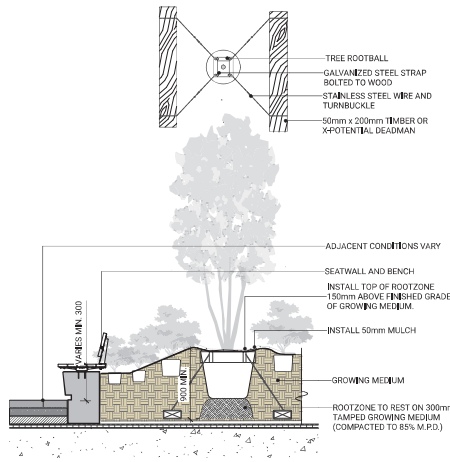 TREE ROOTBALL
GALVANIZED STEEL STRAP
BOLTED TO WOOD
STAINLESS STEEL WIRE AND
TURNBUCKLE
50mm x 200mm TIMBER OR
X-POTENTIAL DEADMAN
ADJACENT CONDITIONS VARY
SEATWALL AND BENCH
INSTALL TOP OF ROOTZONE
150mm ABOVE FINISHED GRADE
OF GROWING MEDIUM.
INSTALL 50mm MULCH
VARIES MIN. 300
900 MIN.
GROWING MEDIUM
ROOTZONE TO REST ON 300mm
TAMPED GROWING MEDIUM
(COMPACTED TO 85% M.P.D.)